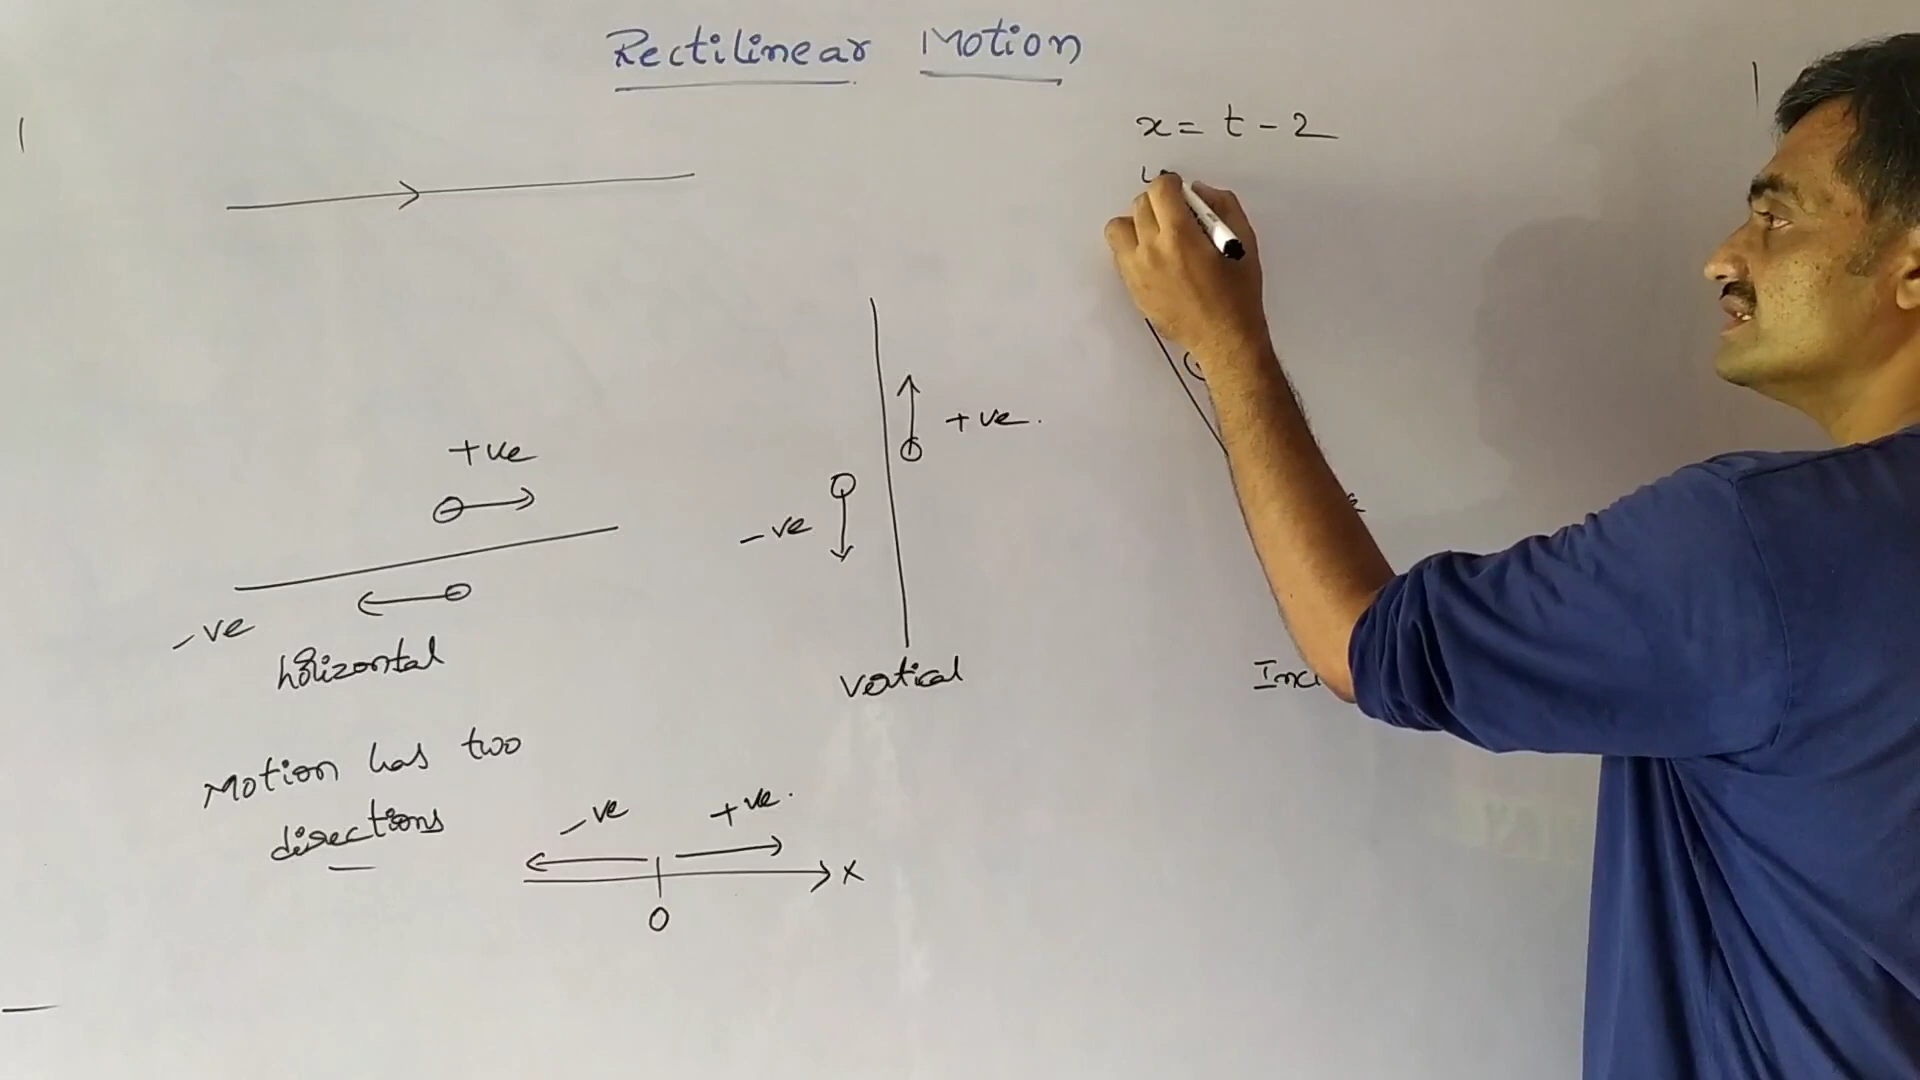 Rectilinear Motion
x = t - 2
+ve
-ve
horizontal
+ve.
-ve
vertical
Motion has two
directions
-ve +ve.
X
0